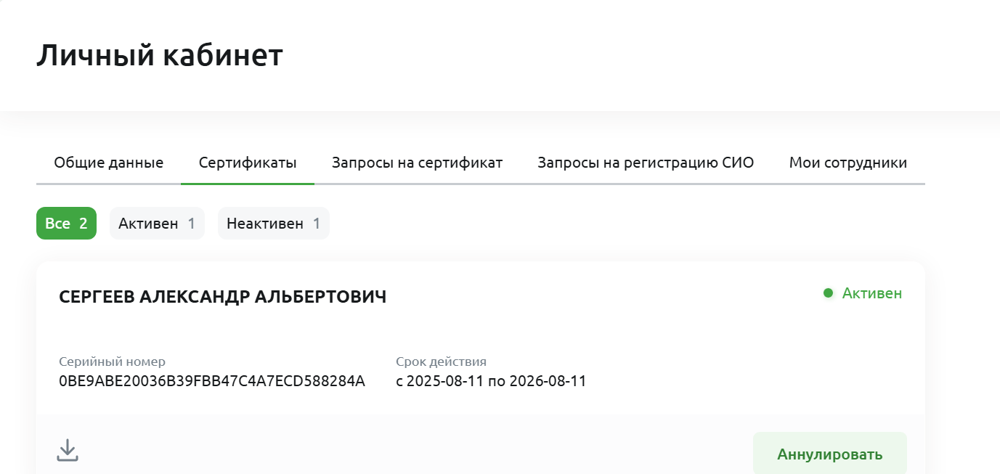 Личный кабинет
Общие данные Сертификаты Запросы на сертификат Запросы на регистрацию СИО Мои сотрудники
Все 2 Активен 1 Неактивен 1
СЕРГЕЕВ АЛЕКСАНДР АЛЬБЕРТОВИЧ Активен
Серийный номер Срок действия
0BE9ABE20036B39FBB47C4A7ECD588284A с 2025-08-11 по 2026-08-11
Аннулировать